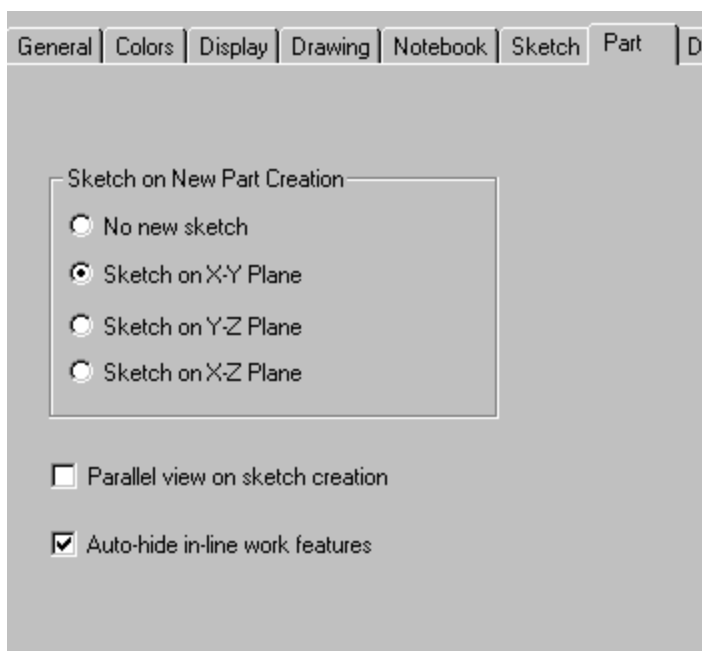 General Colors Display Drawing Notebook Sketch Part D
Sketch on New Part Creation
No new sketch
Sketch on X-Y Plane
Sketch on Y-Z Plane
Sketch on X-Z Plane
Parallel view on sketch creation
Auto-hide in-line work features